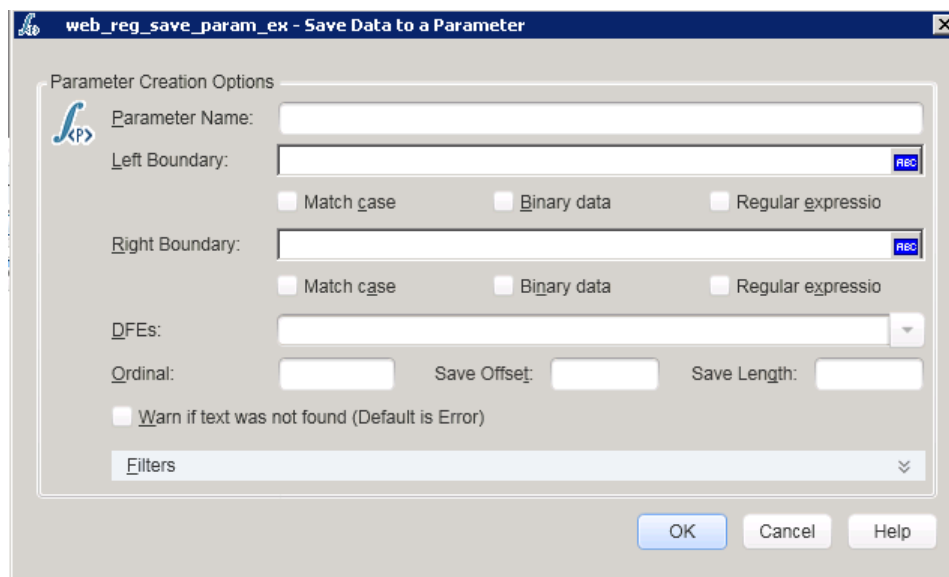 web_reg_save_param_ex - Save Data to a Parameter
Parameter Creation Options
<P>
Parameter Name:
Left Boundary:
ABC
Match case Binary data Regular expressio
Right Boundary:
ABC
Match case Binary data Regular expressio
DFEs:
Ordinal: Save Offset: Save Length:
Warn if text was not found (Default is Error)
Filters
OK Cancel Help